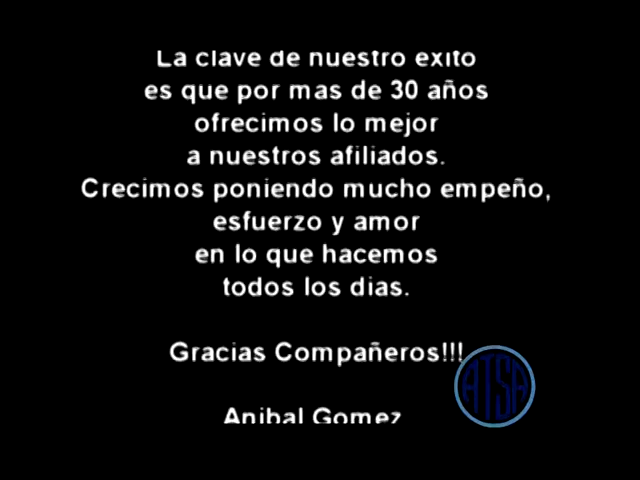 La clave de nuestro exito
es que por mas de 30 años
ofrecimos lo mejor
a nuestros afiliados.
Crecimos poniendo mucho empeño,
esfuerzo y amor
en lo que hacemos
todos los dias.
Gracias Compañeros!!!
ATSA
Anibal Gomez